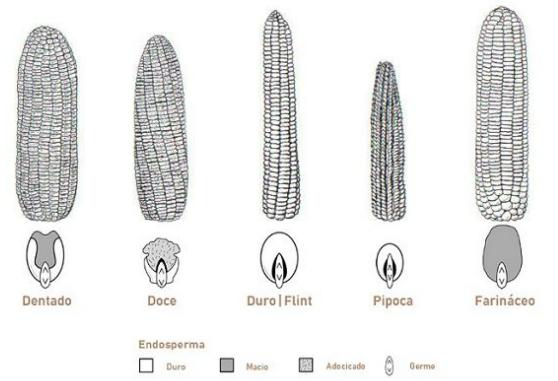 Dentado Doce Duro|Flint Pipoca Farináceo
Endosperma
Duro Macio Adocicado Germe